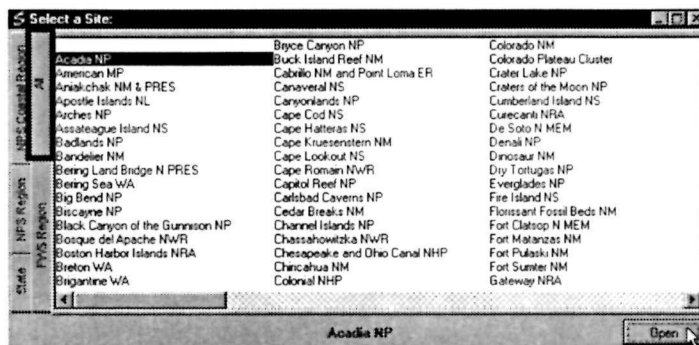 Select a Site:
NPS Coastal Region
All
NPS Region
FWS Region
State
Acadia NP
American MP
Aniakchak NM & PRES
Apostle Islands NL
Arches NP
Assateague Island NS
Badlands NP
Bandelier NM
Bering Land Bridge N PRES
Bering Sea WA
Big Bend NP
Biscayne NP
Black Canyon of the Gunnison NP
Bosque del Apache NWR
Boston Harbor Islands NRA
Breton WA
Brigantine WA
Bryce Canyon NP
Buck Island Reef NM
Cabrillo NM and Point Loma ER
Canaveral NS
Canyonlands NP
Cape Cod NS
Cape Hatteras NS
Cape Kruesenstern NM
Cape Lookout NS
Cape Romain NWR
Capitol Reef NP
Carlsbad Caverns NP
Cedar Breaks NM
Channel Islands NP
Chassahowitzka NWR
Chesapeake and Ohio Canal NHP
Chiricahua NM
Colonial NHP
Colorado NM
Colorado Plateau Cluster
Crater Lake NP
Craters of the Moon NP
Cumberland Island NS
Curecanti NRA
De Soto N MEM
Denali NP
Dinosaur NM
Dry Tortugas NP
Everglades NP
Fire Island NS
Florissant Fossil Beds NM
Fort Clatsop N MEM
Fort Matanzas NM
Fort Pulaski NM
Fort Sumter NM
Gateway NRA
Acadia NP
Open